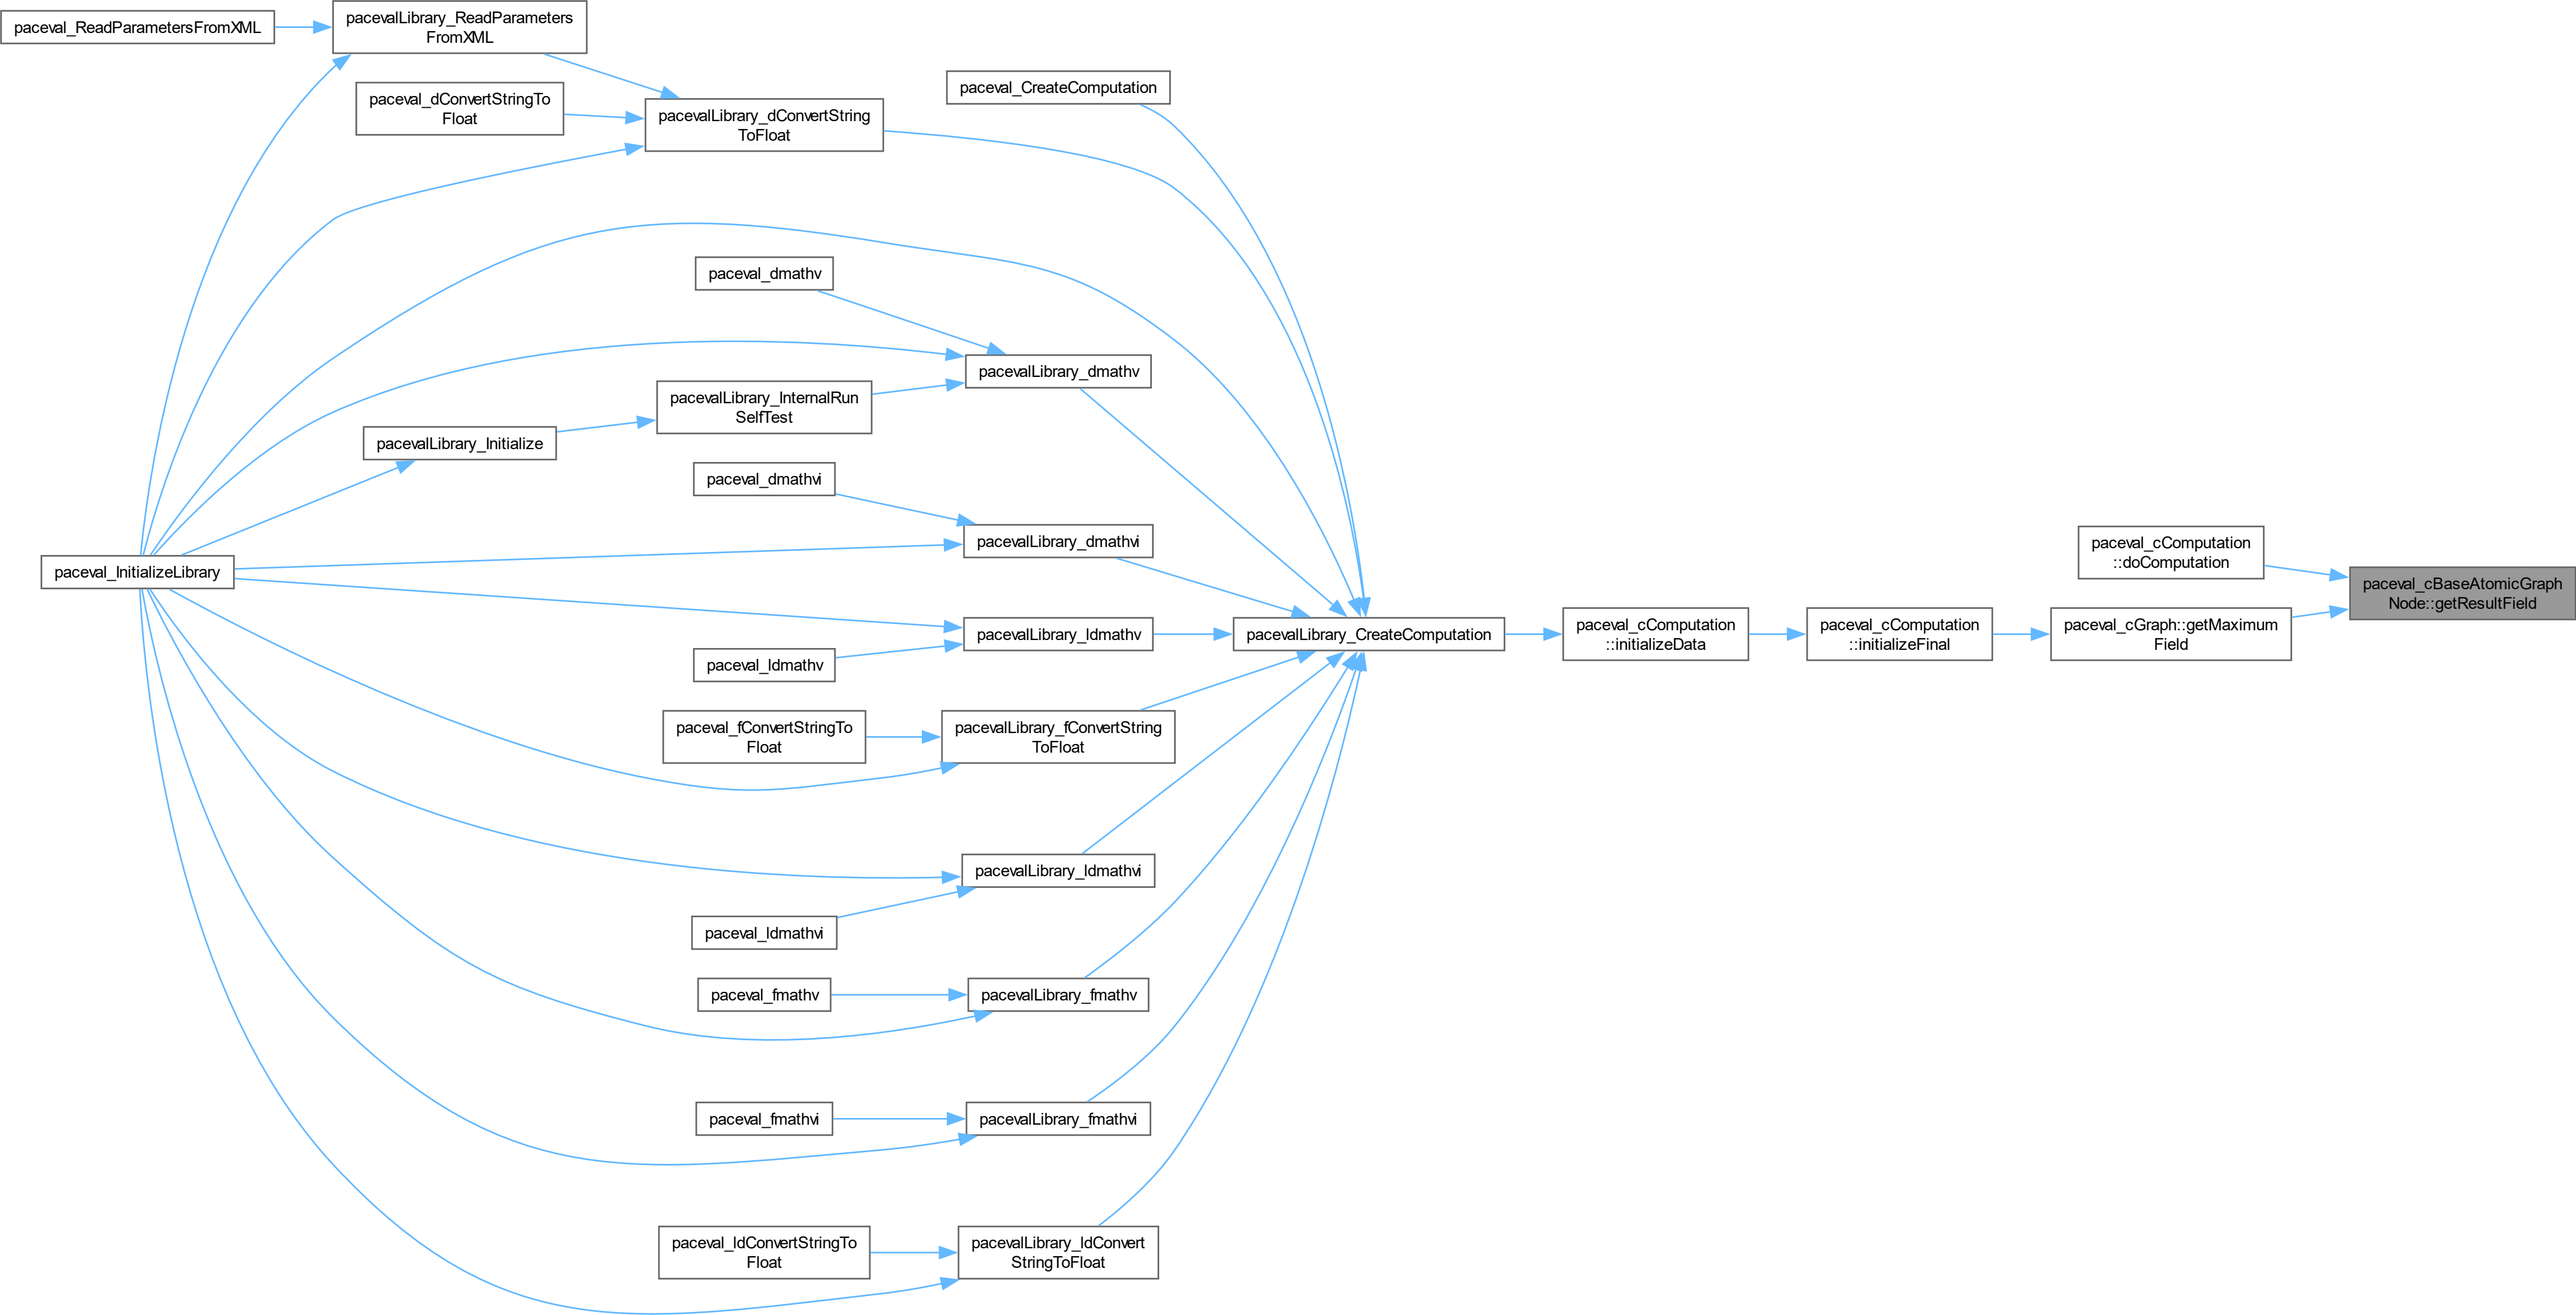 paceval_ReadParametersFromXML
pacevalLibrary_ReadParameters
FromXML
paceval_dConvertStringTo
Float
pacevalLibrary_dConvertString
ToFloat
paceval_CreateComputation
paceval_dmathv
pacevalLibrary_dmathv
pacevalLibrary_InternalRun
SelfTest
pacevalLibrary_Initialize
paceval_dmathvi
pacevalLibrary_dmathvi
paceval_InitializeLibrary
pacevalLibrary_ldmathv
paceval_ldmathv
pacevalLibrary_CreateComputation
paceval_cComputation
::initializeData
paceval_cComputation
::initializeFinal
paceval_cGraph::getMaximum
Field
paceval_cComputation
::doComputation
paceval_cBaseAtomicGraph
Node::getResultField
paceval_fConvertStringTo
Float
pacevalLibrary_fConvertString
ToFloat
pacevalLibrary_ldmathvi
paceval_ldmathvi
paceval_fmathv
pacevalLibrary_fmathv
paceval_fmathvi
pacevalLibrary_fmathvi
paceval_ldConvertStringTo
Float
pacevalLibrary_ldConvert
StringToFloat